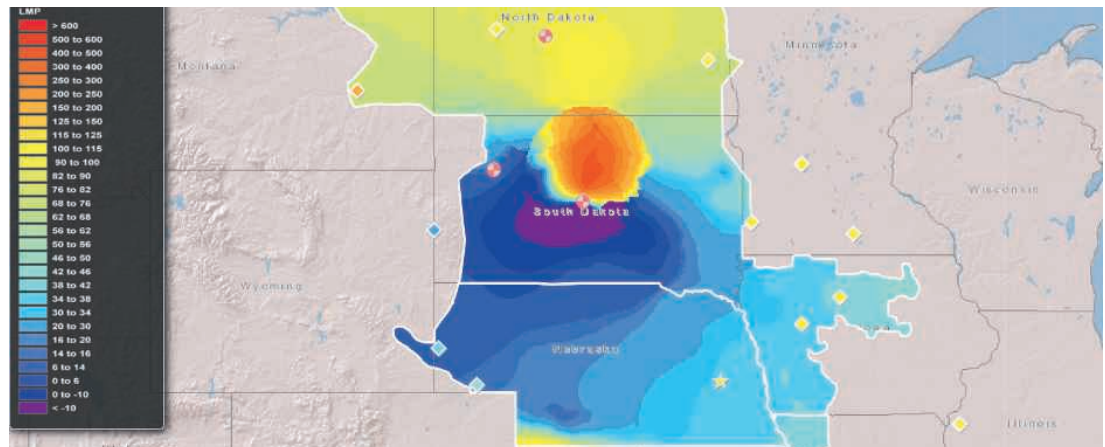 LMP
> 600
500 to 600
400 to 500
300 to 400
250 to 300
200 to 250
150 to 200
125 to 150
115 to 125
100 to 115
90 to 100
82 to 90
76 to 82
68 to 76
62 to 68
56 to 62
50 to 56
46 to 50
42 to 46
38 to 42
34 to 38
30 to 34
20 to 30
16 to 20
14 to 16
6 to 14
0 to 6
0 to -10
< -10
North Dakota
Minnesota
Montana
Wisconsin
South Dakota
Wyoming
Nebraska
Illinois